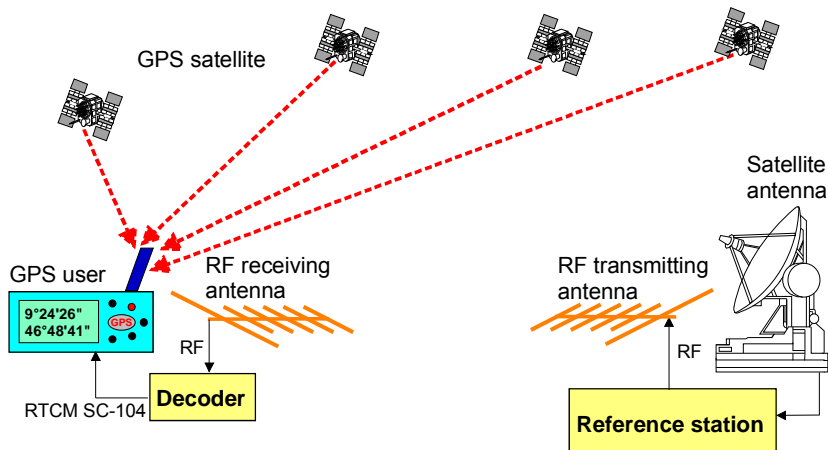 GPS satellite
Satellite
antenna
GPS user
RF receiving
antenna
RF transmitting
antenna
9°24'26"
46°48'41"
GPS
RF
RF
RTCM SC-104
Decoder
Reference station